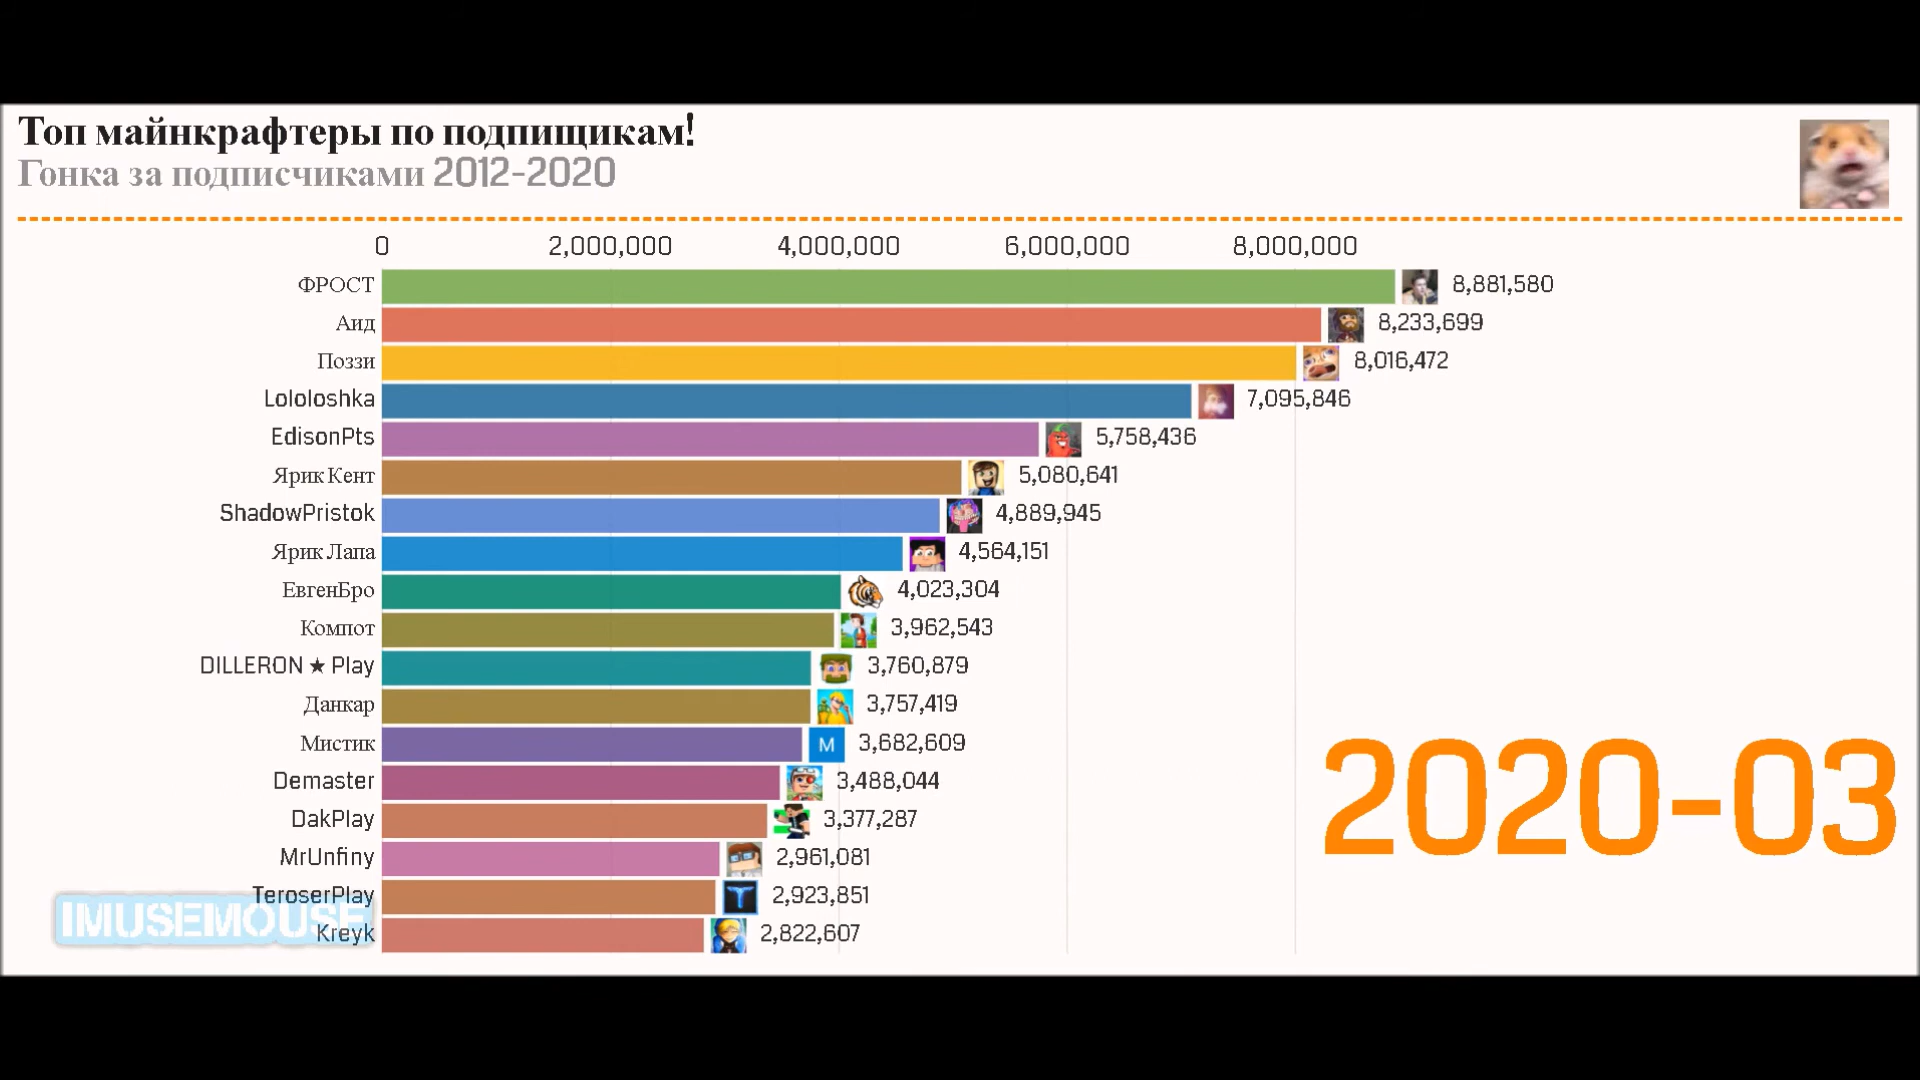 Топ майнкрафтеры по подпищикам!
Гонка за подписчиками 2012-2020
0 2,000,000 4,000,000 6,000,000 8,000,000
ФРОСТ 8,881,580
Аид 8,233,699
Поззи 8,016,472
Lololoshka 7,095,846
EdisonPts 5,758,436
Ярик Кент 5,080,641
ShadowPristok 4,889,945
Ярик Лапа 4,564,151
ЕвгенБро 4,023,304
Компот 3,962,543
DILLERON ★ Play 3,760,879
Данкар 3,757,419
Мистик M 3,682,609
Demaster 3,488,044
DakPlay 3,377,287
MrUnfiny 2,961,081
TeroserPlay 2,923,851
Kreyk 2,822,607
2020-03
IMUSEMOUSE